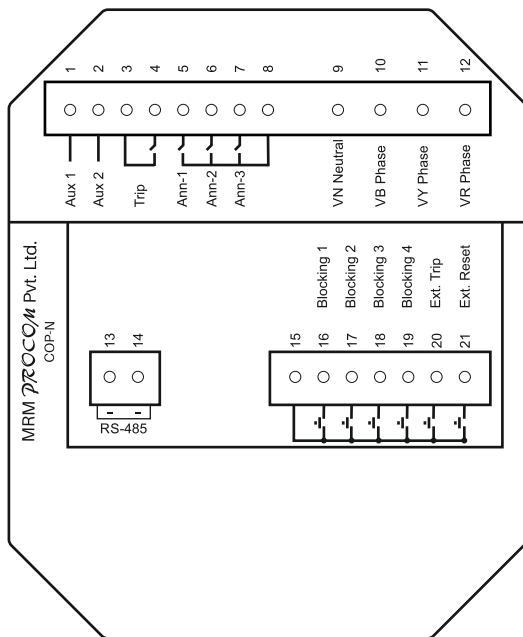 1 2 3 4 5 6 7 8 9 10 11 12
Aux 1
Aux 2
Trip
Ann-1
Ann-2
Ann-3
VN Neutral
VB Phase
VY Phase
VR Phase
MRM PROCOM Pvt. Ltd.
COP-N
13 14
RS-485
Blocking 1
Blocking 2
Blocking 3
Blocking 4
Ext. Trip
Ext. Reset
15 16 17 18 19 20 21